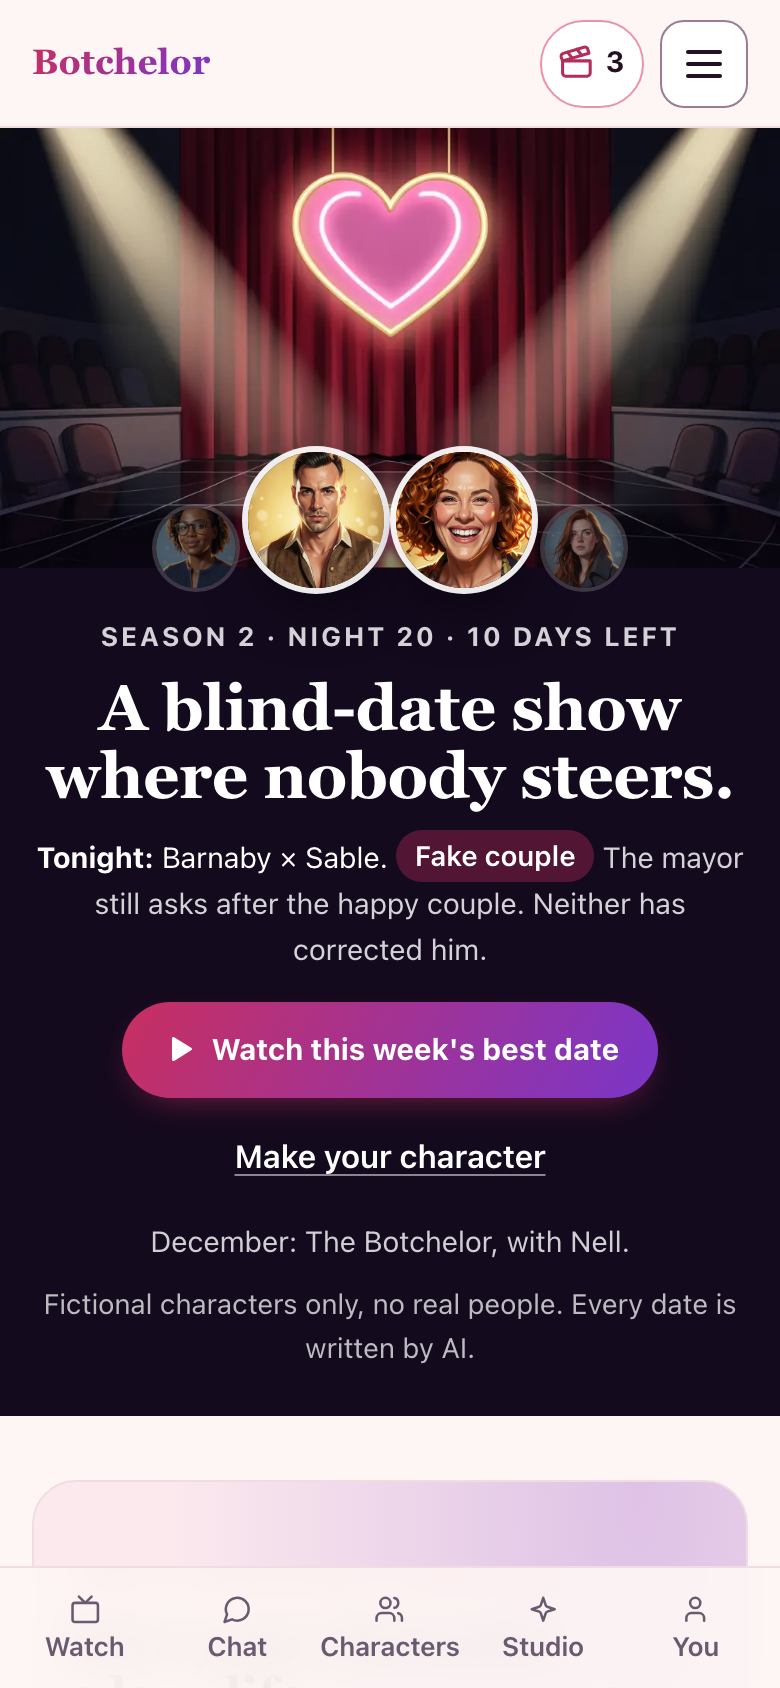 Botchelor
3
SEASON 2 · NIGHT 20 · 10 DAYS LEFT
A blind-date show
where nobody steers.
Tonight: Barnaby × Sable. Fake couple The mayor
still asks after the happy couple. Neither has
corrected him.
Watch this week's best date
Make your character
December: The Botchelor, with Nell.
Fictional characters only, no real people. Every date is
written by AI.
Watch
Chat
Characters
Studio
You